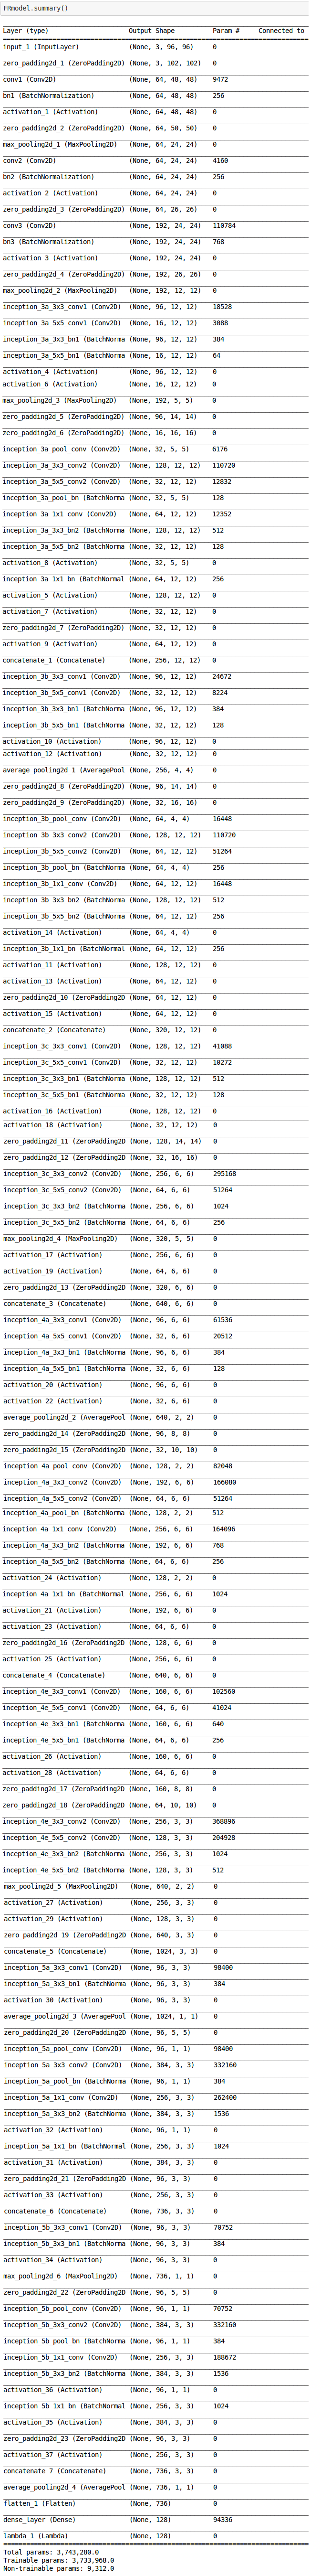 FRmodel.summary()
Layer (type) Output Shape Param # Connected to
input_1 (InputLayer) (None, 3, 96, 96) 0
zero_padding2d_1 (ZeroPadding2D) (None, 3, 102, 102) 0
conv1 (Conv2D) (None, 64, 48, 48) 9472
bn1 (BatchNormalization) (None, 64, 48, 48) 256
activation_1 (Activation) (None, 64, 48, 48) 0
zero_padding2d_2 (ZeroPadding2D) (None, 64, 50, 50) 0
max_pooling2d_1 (MaxPooling2D) (None, 64, 24, 24) 0
conv2 (Conv2D) (None, 64, 24, 24) 4160
bn2 (BatchNormalization) (None, 64, 24, 24) 256
activation_2 (Activation) (None, 64, 24, 24) 0
zero_padding2d_3 (ZeroPadding2D) (None, 64, 26, 26) 0
conv3 (Conv2D) (None, 192, 24, 24) 110784
bn3 (BatchNormalization) (None, 192, 24, 24) 768
activation_3 (Activation) (None, 192, 24, 24) 0
zero_padding2d_4 (ZeroPadding2D) (None, 192, 26, 26) 0
max_pooling2d_2 (MaxPooling2D) (None, 192, 12, 12) 0
inception_3a_3x3_conv1 (Conv2D) (None, 96, 12, 12) 18528
inception_3a_5x5_conv1 (Conv2D) (None, 16, 12, 12) 3088
inception_3a_3x3_bn1 (BatchNorma (None, 96, 12, 12) 384
inception_3a_5x5_bn1 (BatchNorma (None, 16, 12, 12) 64
activation_4 (Activation) (None, 96, 12, 12) 0
activation_6 (Activation) (None, 16, 12, 12) 0
max_pooling2d_3 (MaxPooling2D) (None, 192, 5, 5) 0
zero_padding2d_5 (ZeroPadding2D) (None, 96, 14, 14) 0
zero_padding2d_6 (ZeroPadding2D) (None, 16, 16, 16) 0
inception_3a_pool_conv (Conv2D) (None, 32, 5, 5) 6176
inception_3a_3x3_conv2 (Conv2D) (None, 128, 12, 12) 110720
inception_3a_5x5_conv2 (Conv2D) (None, 32, 12, 12) 12832
inception_3a_pool_bn (BatchNorma (None, 32, 5, 5) 128
inception_3a_1x1_conv (Conv2D) (None, 64, 12, 12) 12352
inception_3a_3x3_bn2 (BatchNorma (None, 128, 12, 12) 512
inception_3a_5x5_bn2 (BatchNorma (None, 32, 12, 12) 128
activation_8 (Activation) (None, 32, 5, 5) 0
inception_3a_1x1_bn (BatchNormal (None, 64, 12, 12) 256
activation_5 (Activation) (None, 128, 12, 12) 0
activation_7 (Activation) (None, 32, 12, 12) 0
zero_padding2d_7 (ZeroPadding2D) (None, 32, 12, 12) 0
activation_9 (Activation) (None, 64, 12, 12) 0
concatenate_1 (Concatenate) (None, 256, 12, 12) 0
inception_3b_3x3_conv1 (Conv2D) (None, 96, 12, 12) 24672
inception_3b_5x5_conv1 (Conv2D) (None, 32, 12, 12) 8224
inception_3b_3x3_bn1 (BatchNorma (None, 96, 12, 12) 384
inception_3b_5x5_bn1 (BatchNorma (None, 32, 12, 12) 128
activation_10 (Activation) (None, 96, 12, 12) 0
activation_12 (Activation) (None, 32, 12, 12) 0
average_pooling2d_1 (AveragePool (None, 256, 4, 4) 0
zero_padding2d_8 (ZeroPadding2D) (None, 96, 14, 14) 0
zero_padding2d_9 (ZeroPadding2D) (None, 32, 16, 16) 0
inception_3b_pool_conv (Conv2D) (None, 64, 4, 4) 16448
inception_3b_3x3_conv2 (Conv2D) (None, 128, 12, 12) 110720
inception_3b_5x5_conv2 (Conv2D) (None, 64, 12, 12) 51264
inception_3b_pool_bn (BatchNorma (None, 64, 4, 4) 256
inception_3b_1x1_conv (Conv2D) (None, 64, 12, 12) 16448
inception_3b_3x3_bn2 (BatchNorma (None, 128, 12, 12) 512
inception_3b_5x5_bn2 (BatchNorma (None, 64, 12, 12) 256
activation_14 (Activation) (None, 64, 4, 4) 0
inception_3b_1x1_bn (BatchNormal (None, 64, 12, 12) 256
activation_11 (Activation) (None, 128, 12, 12) 0
activation_13 (Activation) (None, 64, 12, 12) 0
zero_padding2d_10 (ZeroPadding2D (None, 64, 12, 12) 0
activation_15 (Activation) (None, 64, 12, 12) 0
concatenate_2 (Concatenate) (None, 320, 12, 12) 0
inception_3c_3x3_conv1 (Conv2D) (None, 128, 12, 12) 41088
inception_3c_5x5_conv1 (Conv2D) (None, 32, 12, 12) 10272
inception_3c_3x3_bn1 (BatchNorma (None, 128, 12, 12) 512
inception_3c_5x5_bn1 (BatchNorma (None, 32, 12, 12) 128
activation_16 (Activation) (None, 128, 12, 12) 0
activation_18 (Activation) (None, 32, 12, 12) 0
zero_padding2d_11 (ZeroPadding2D (None, 128, 14, 14) 0
zero_padding2d_12 (ZeroPadding2D (None, 32, 16, 16) 0
inception_3c_3x3_conv2 (Conv2D) (None, 256, 6, 6) 295168
inception_3c_5x5_conv2 (Conv2D) (None, 64, 6, 6) 51264
inception_3c_3x3_bn2 (BatchNorma (None, 256, 6, 6) 1024
inception_3c_5x5_bn2 (BatchNorma (None, 64, 6, 6) 256
max_pooling2d_4 (MaxPooling2D) (None, 320, 5, 5) 0
activation_17 (Activation) (None, 256, 6, 6) 0
activation_19 (Activation) (None, 64, 6, 6) 0
zero_padding2d_13 (ZeroPadding2D (None, 320, 6, 6) 0
concatenate_3 (Concatenate) (None, 640, 6, 6) 0
inception_4a_3x3_conv1 (Conv2D) (None, 96, 6, 6) 61536
inception_4a_5x5_conv1 (Conv2D) (None, 32, 6, 6) 20512
inception_4a_3x3_bn1 (BatchNorma (None, 96, 6, 6) 384
inception_4a_5x5_bn1 (BatchNorma (None, 32, 6, 6) 128
activation_20 (Activation) (None, 96, 6, 6) 0
activation_22 (Activation) (None, 32, 6, 6) 0
average_pooling2d_2 (AveragePool (None, 640, 2, 2) 0
zero_padding2d_14 (ZeroPadding2D (None, 96, 8, 8) 0
zero_padding2d_15 (ZeroPadding2D (None, 32, 10, 10) 0
inception_4a_pool_conv (Conv2D) (None, 128, 2, 2) 82048
inception_4a_3x3_conv2 (Conv2D) (None, 192, 6, 6) 166080
inception_4a_5x5_conv2 (Conv2D) (None, 64, 6, 6) 51264
inception_4a_pool_bn (BatchNorma (None, 128, 2, 2) 512
inception_4a_1x1_conv (Conv2D) (None, 256, 6, 6) 164096
inception_4a_3x3_bn2 (BatchNorma (None, 192, 6, 6) 768
inception_4a_5x5_bn2 (BatchNorma (None, 64, 6, 6) 256
activation_24 (Activation) (None, 128, 2, 2) 0
inception_4a_1x1_bn (BatchNormal (None, 256, 6, 6) 1024
activation_21 (Activation) (None, 192, 6, 6) 0
activation_23 (Activation) (None, 64, 6, 6) 0
zero_padding2d_16 (ZeroPadding2D (None, 128, 6, 6) 0
activation_25 (Activation) (None, 256, 6, 6) 0
concatenate_4 (Concatenate) (None, 640, 6, 6) 0
inception_4e_3x3_conv1 (Conv2D) (None, 160, 6, 6) 102560
inception_4e_5x5_conv1 (Conv2D) (None, 64, 6, 6) 41024
inception_4e_3x3_bn1 (BatchNorma (None, 160, 6, 6) 640
inception_4e_5x5_bn1 (BatchNorma (None, 64, 6, 6) 256
activation_26 (Activation) (None, 160, 6, 6) 0
activation_28 (Activation) (None, 64, 6, 6) 0
zero_padding2d_17 (ZeroPadding2D (None, 160, 8, 8) 0
zero_padding2d_18 (ZeroPadding2D (None, 64, 10, 10) 0
inception_4e_3x3_conv2 (Conv2D) (None, 256, 3, 3) 368896
inception_4e_5x5_conv2 (Conv2D) (None, 128, 3, 3) 204928
inception_4e_3x3_bn2 (BatchNorma (None, 256, 3, 3) 1024
inception_4e_5x5_bn2 (BatchNorma (None, 128, 3, 3) 512
max_pooling2d_5 (MaxPooling2D) (None, 640, 2, 2) 0
activation_27 (Activation) (None, 256, 3, 3) 0
activation_29 (Activation) (None, 128, 3, 3) 0
zero_padding2d_19 (ZeroPadding2D (None, 640, 3, 3) 0
concatenate_5 (Concatenate) (None, 1024, 3, 3) 0
inception_5a_3x3_conv1 (Conv2D) (None, 96, 3, 3) 98400
inception_5a_3x3_bn1 (BatchNorma (None, 96, 3, 3) 384
activation_30 (Activation) (None, 96, 3, 3) 0
average_pooling2d_3 (AveragePool (None, 1024, 1, 1) 0
zero_padding2d_20 (ZeroPadding2D (None, 96, 5, 5) 0
inception_5a_pool_conv (Conv2D) (None, 96, 1, 1) 98400
inception_5a_3x3_conv2 (Conv2D) (None, 384, 3, 3) 332160
inception_5a_pool_bn (BatchNorma (None, 96, 1, 1) 384
inception_5a_1x1_conv (Conv2D) (None, 256, 3, 3) 262400
inception_5a_3x3_bn2 (BatchNorma (None, 384, 3, 3) 1536
activation_32 (Activation) (None, 96, 1, 1) 0
inception_5a_1x1_bn (BatchNormal (None, 256, 3, 3) 1024
activation_31 (Activation) (None, 384, 3, 3) 0
zero_padding2d_21 (ZeroPadding2D (None, 96, 3, 3) 0
activation_33 (Activation) (None, 256, 3, 3) 0
concatenate_6 (Concatenate) (None, 736, 3, 3) 0
inception_5b_3x3_conv1 (Conv2D) (None, 96, 3, 3) 70752
inception_5b_3x3_bn1 (BatchNorma (None, 96, 3, 3) 384
activation_34 (Activation) (None, 96, 3, 3) 0
max_pooling2d_6 (MaxPooling2D) (None, 736, 1, 1) 0
zero_padding2d_22 (ZeroPadding2D (None, 96, 5, 5) 0
inception_5b_pool_conv (Conv2D) (None, 96, 1, 1) 70752
inception_5b_3x3_conv2 (Conv2D) (None, 384, 3, 3) 332160
inception_5b_pool_bn (BatchNorma (None, 96, 1, 1) 384
inception_5b_1x1_conv (Conv2D) (None, 256, 3, 3) 188672
inception_5b_3x3_bn2 (BatchNorma (None, 384, 3, 3) 1536
activation_36 (Activation) (None, 96, 1, 1) 0
inception_5b_1x1_bn (BatchNormal (None, 256, 3, 3) 1024
activation_35 (Activation) (None, 384, 3, 3) 0
zero_padding2d_23 (ZeroPadding2D (None, 96, 3, 3) 0
activation_37 (Activation) (None, 256, 3, 3) 0
concatenate_7 (Concatenate) (None, 736, 3, 3) 0
average_pooling2d_4 (AveragePool (None, 736, 1, 1) 0
flatten_1 (Flatten) (None, 736) 0
dense_layer (Dense) (None, 128) 94336
lambda_1 (Lambda) (None, 128) 0
Total params: 3,743,280.0
Trainable params: 3,733,968.0
Non-trainable params: 9,312.0